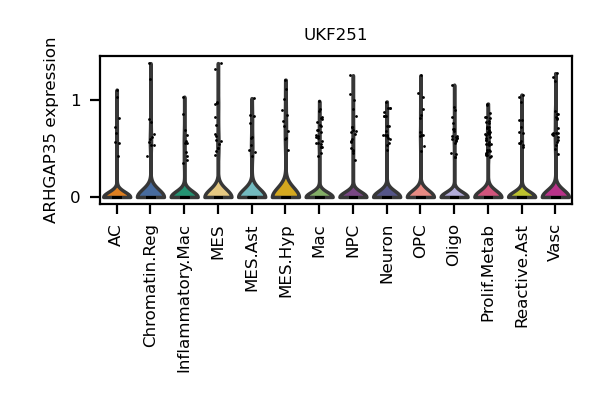 UKF251
ARHGAP35 expression
1
0
AC
Chromatin.Reg
Inflammatory.Mac
MES
MES.Ast
MES.Hyp
Mac
NPC
Neuron
OPC
Oligo
Prolif.Metab
Reactive.Ast
Vasc